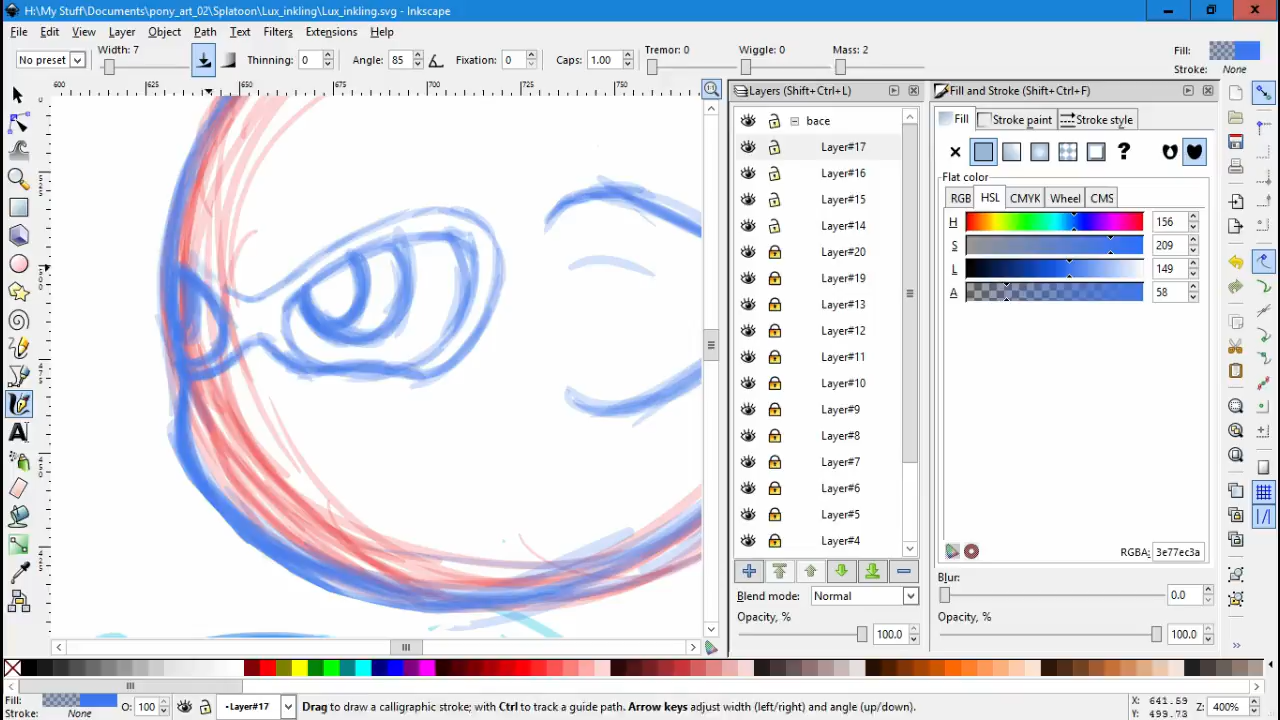 H:\My Stuff\Documents\pony_art_02\Splatoon\Lux_inkling\Lux_inkling.svg - Inkscape
File Edit View Layer Object Path Text Filters Extensions Help
No preset Width: 7 Thinning: 0 Angle: 85 Fixation: 0 Caps: 1.00 Tremor: 0 Wiggle: 0 Mass: 2 Fill:
Stroke: None
600 625 650 675 700 725 750
Layers (Shift+Ctrl+L) Fill and Stroke (Shift+Ctrl+F)
bace Fill Stroke paint Stroke style
Layer#17
Layer#16
Flat color
Layer#15 RGB HSL CMYK Wheel CMS
Layer#14 H 156
Layer#20 S 209
Layer#19 L 149
Layer#13 A 58
Layer#12
Layer#11
Layer#10
Layer#9
Layer#8
Layer#7
Layer#6
Layer#5
Layer#4
RGBA: 3e77ec3a
Blur:
Blend mode: Normal 0.0
Opacity, % Opacity, %
100.0 100.0
Fill: O: 100 Layer#17 Drag to draw a calligraphic stroke; with Ctrl to track a guide path. Arrow keys adjust width (left/right) and angle (up/down). X: 641.59 Z: 400%
Stroke: None Y: 499.73